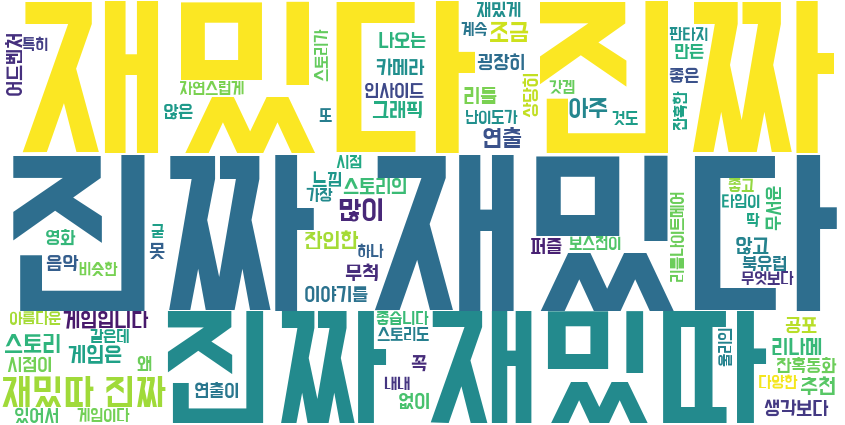 재밌다 진짜
진짜 재밌다
진짜 재밌따
재밌따 진짜
어드벤처
특히
않은
자연스럽게
또
스토리가
나오는
카메라
인사이드
그래픽
재밌게
계속
조금
굉장히
리틀
난이도가
연출
상당히
갓겜
아주
것도
판타지
만든
좋은
잔혹한
시점
느낌
가장
스토리의
많이
잔인한
하나
무척
이야기를
영화
음악
비슷한
굳
못
퍼즐
보스전이
리틀나이트메어
좋고
타임이
딱
무서운
않고
북유럽
무엇보다
아름다운
게임입니다
같은데
스토리
게임은
시점이
왜
있어서
게임이다
연출이
좋습니다
스토리도
꼭
내내
없이
올리의
공포
리나메
잔혹동화
다양한
추천
생각보다